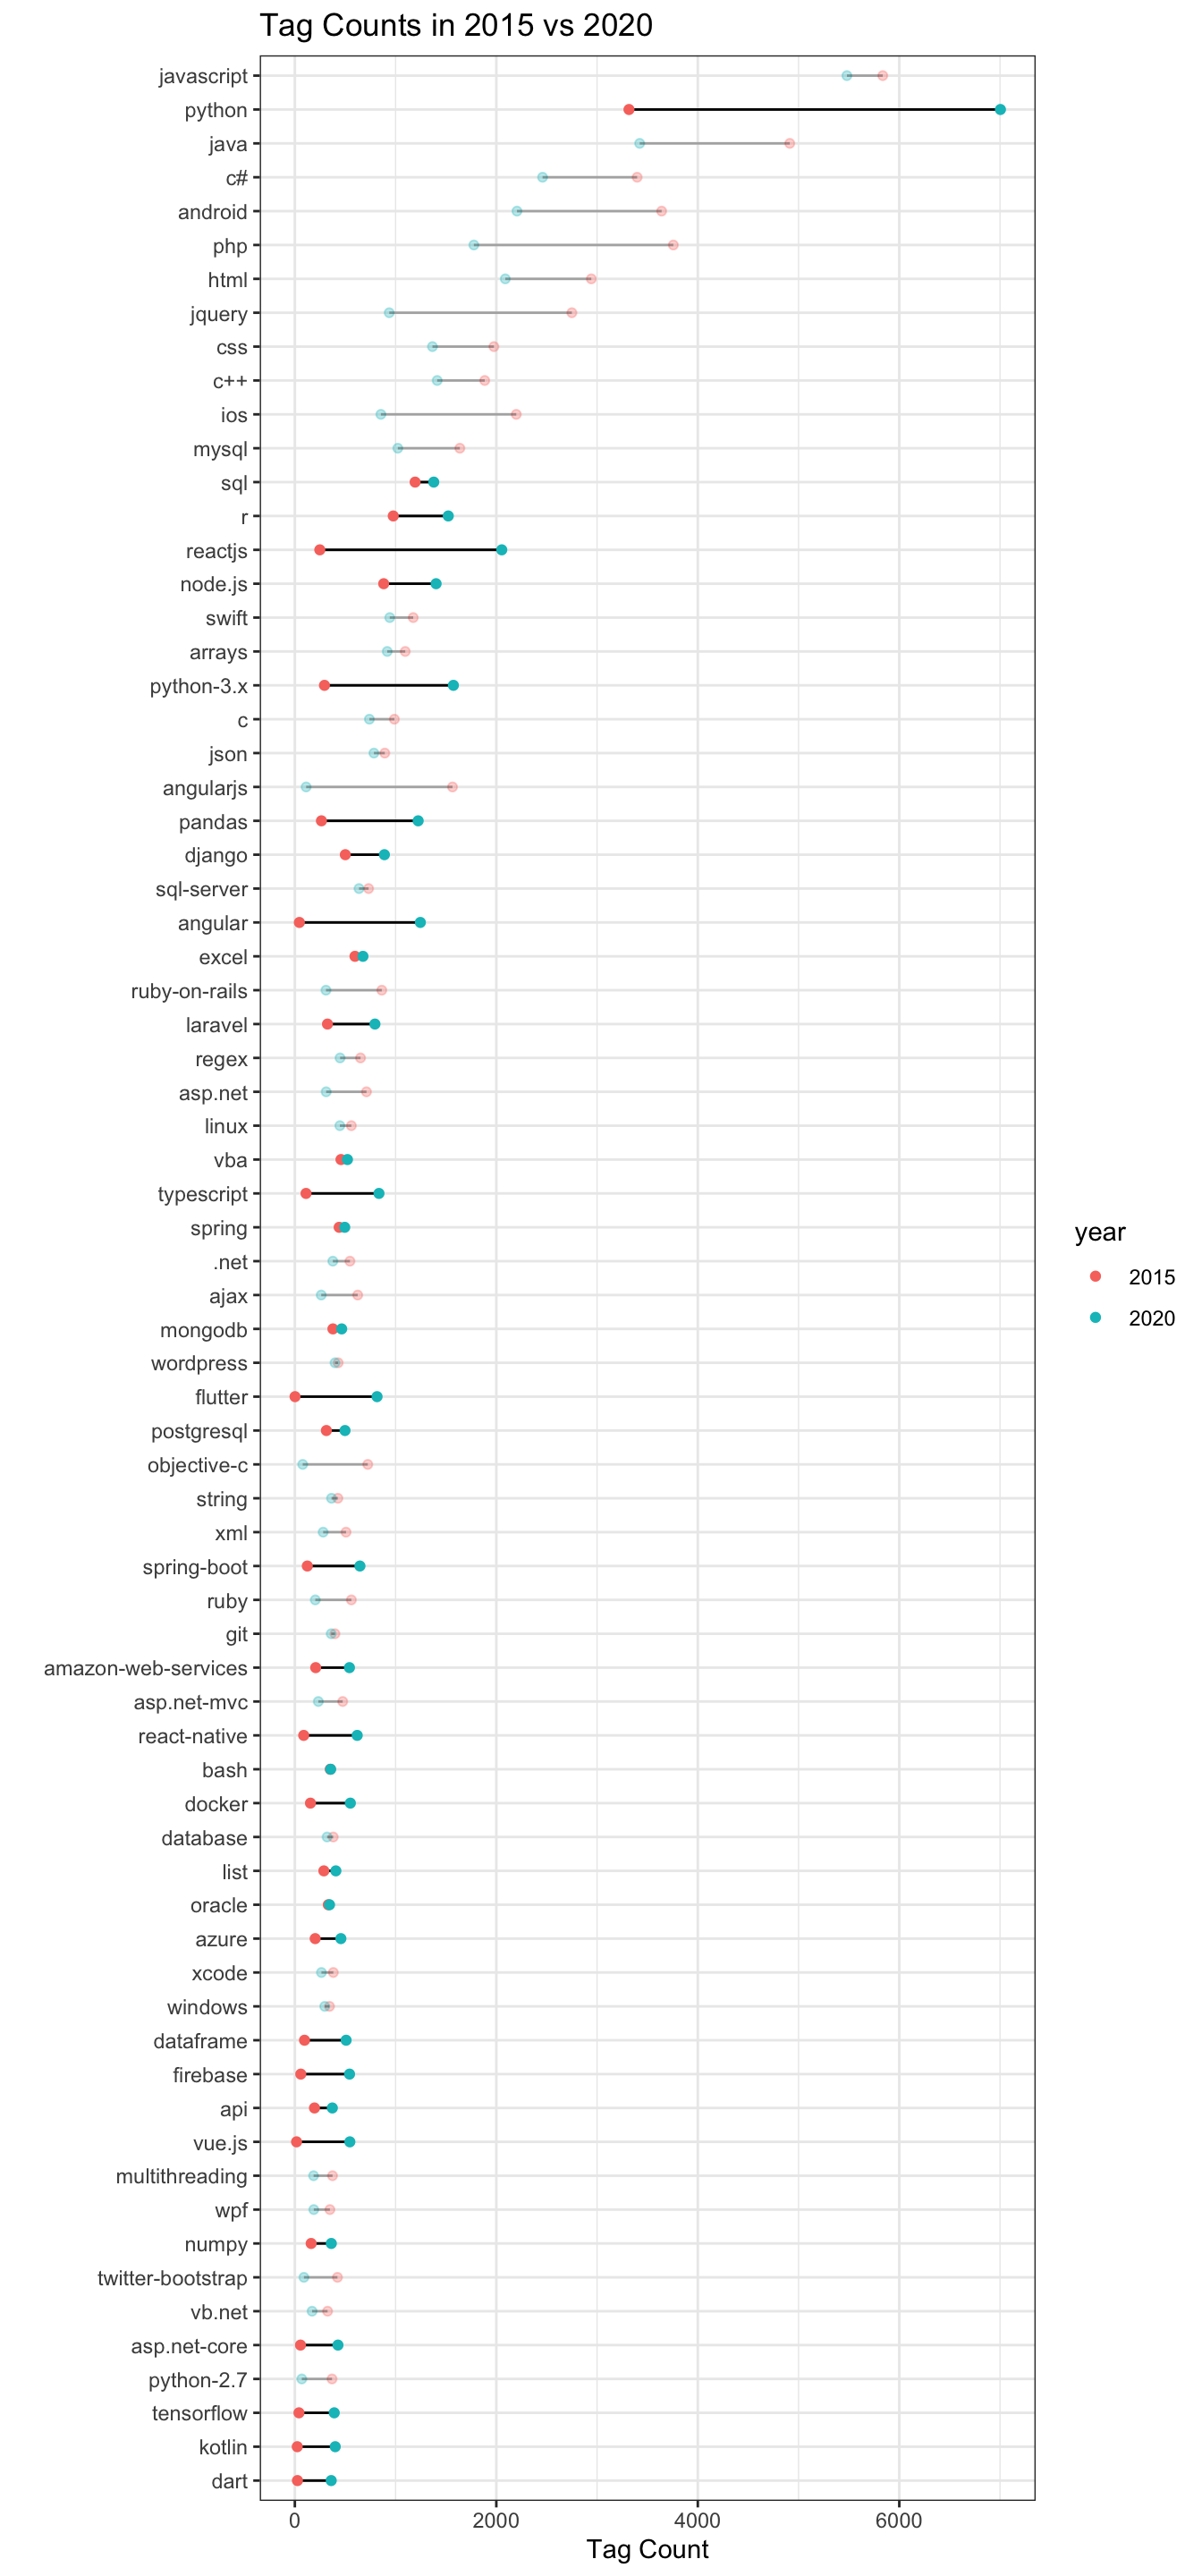 Tag Counts in 2015 vs 2020
javascript
python
java
c#
android
php
html
jquery
css
c++
ios
mysql
sql
r
reactjs
node.js
swift
arrays
python-3.x
c
json
angularjs
pandas
django
sql-server
angular
excel
ruby-on-rails
laravel
regex
asp.net
linux
vba
typescript
spring
.net
ajax
mongodb
wordpress
flutter
postgresql
objective-c
string
xml
spring-boot
ruby
git
amazon-web-services
asp.net-mvc
react-native
bash
docker
database
list
oracle
azure
xcode
windows
dataframe
firebase
api
vue.js
multithreading
wpf
numpy
twitter-bootstrap
vb.net
asp.net-core
python-2.7
tensorflow
kotlin
dart
0 2000 4000 6000
Tag Count
year
2015
2020